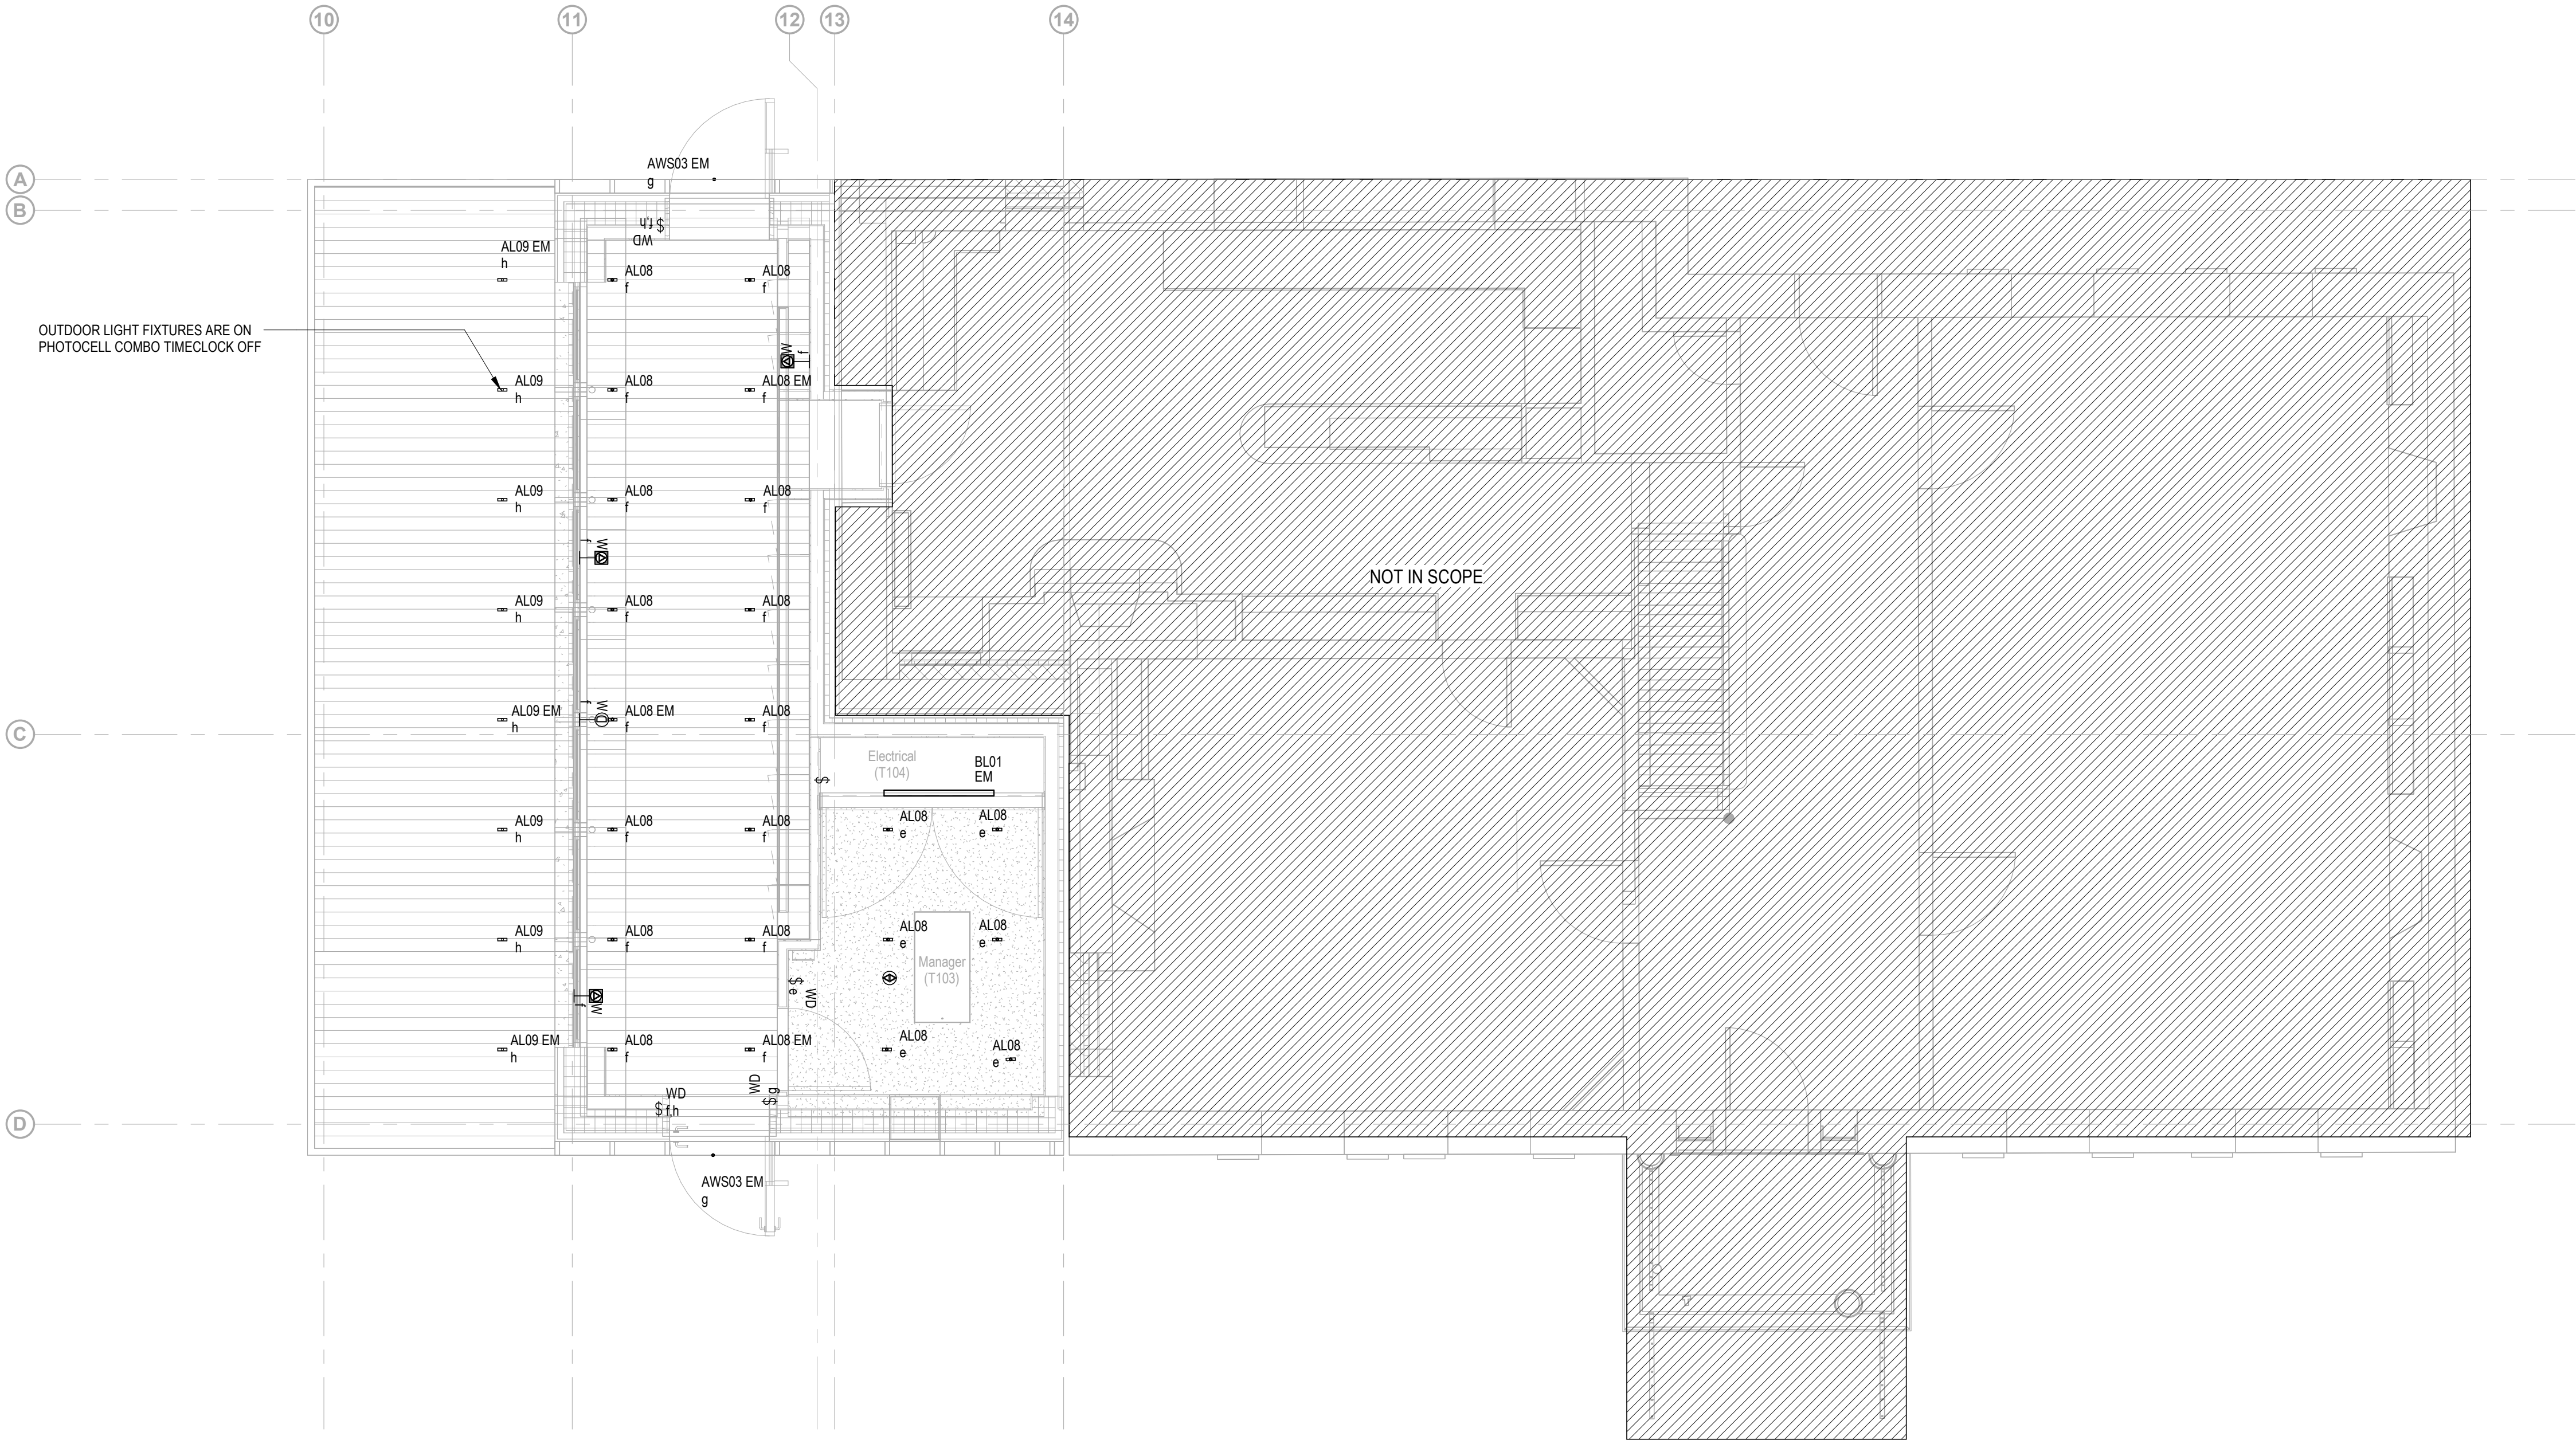 10
11
12
13
14
A
B
C
D
AWS03 EM
g
$ f,h
WD
AL09 EM
h
AL08
f
AL08
f
OUTDOOR LIGHT FIXTURES ARE ON
PHOTOCELL COMBO TIMECLOCK OFF
W
f
AL09
h
AL08
f
AL08 EM
f
AL09
h
AL08
f
AL08
f
W
f
NOT IN SCOPE
AL09
h
AL08
f
AL08
f
WD
f
AL09 EM
h
AL08 EM
f
AL08
f
Electrical
(T104)
BL01
EM
$
AL09
h
AL08
f
AL08
f
AL08
e
AL08
e
AL09
h
AL08
f
AL08
f
AL08
e
AL08
e
Manager
(T103)
$ e
WD
W
f
AL09 EM
h
AL08
f
AL08 EM
f
AL08
e
AL08
e
WD
$ f,h
WD
$ g
AWS03 EM
g